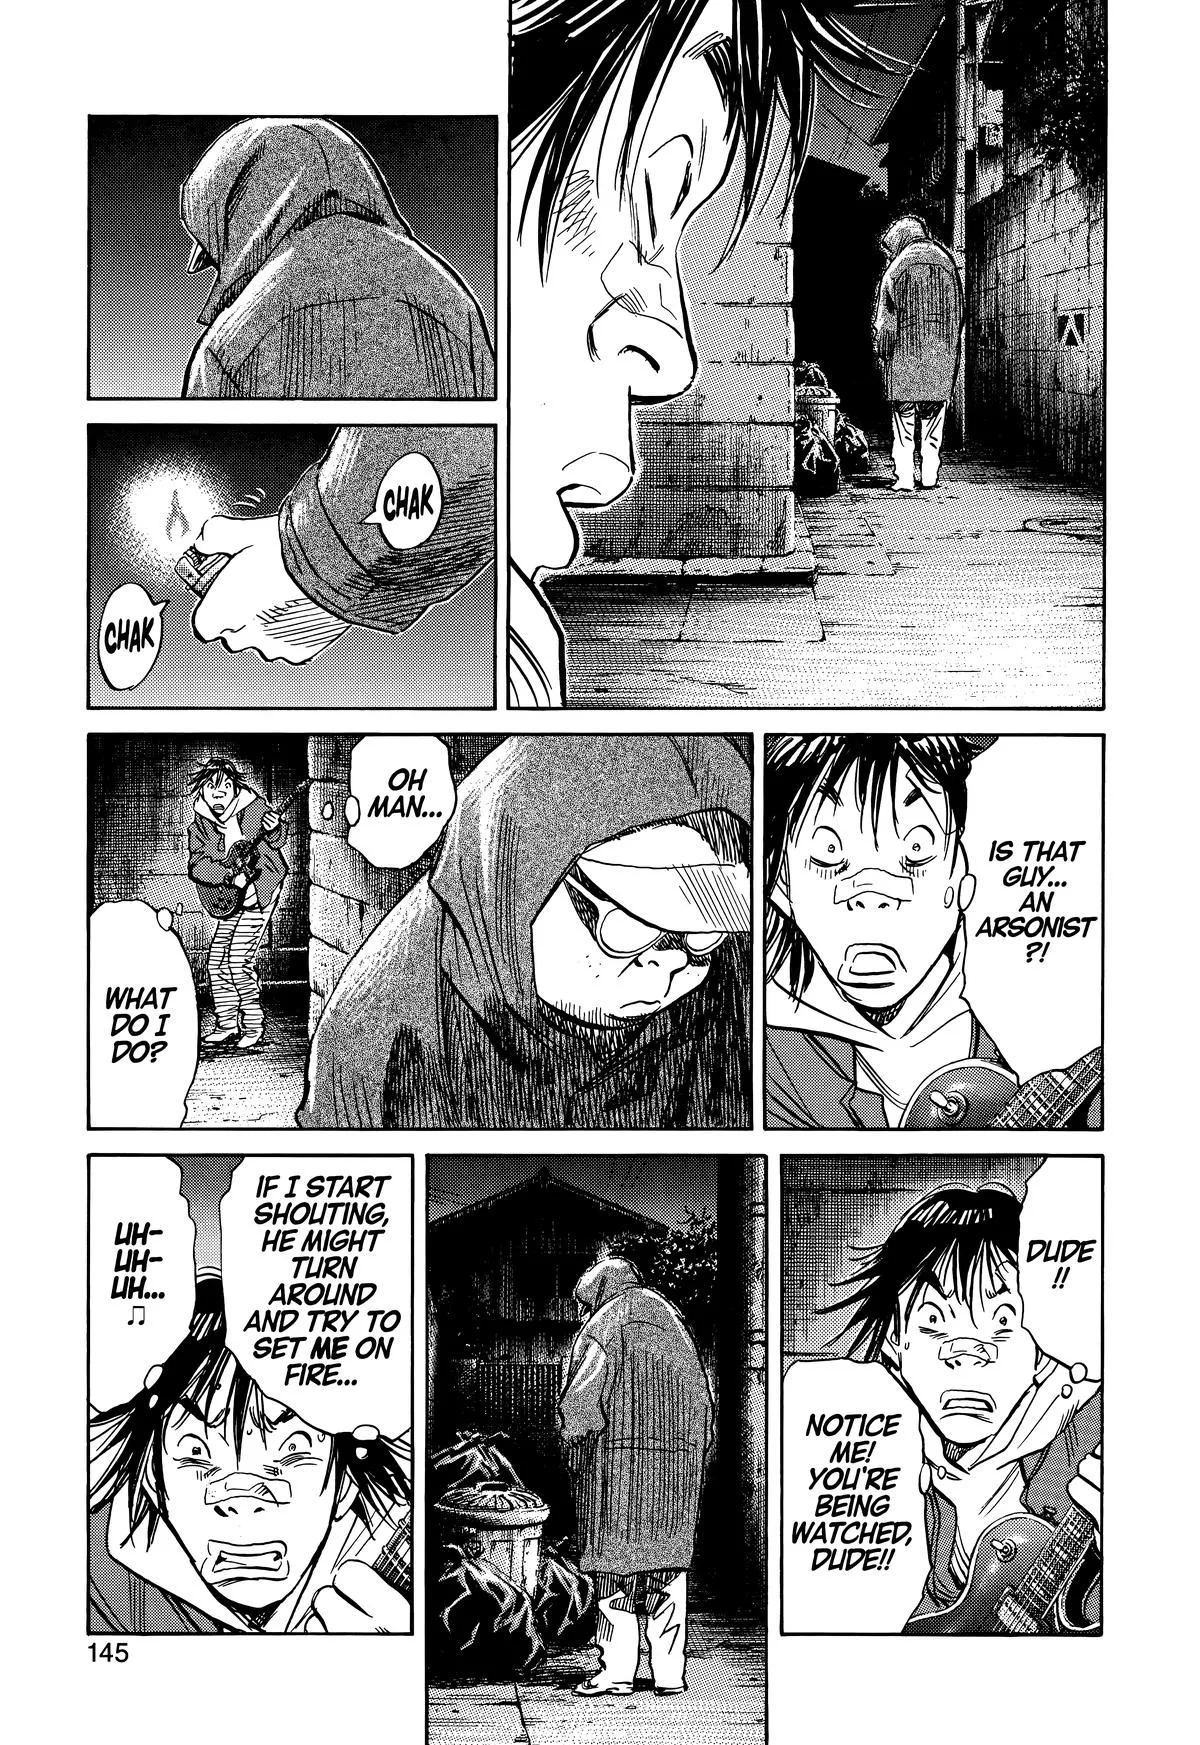 CHAK
CHAK
IS THAT
GUY...
AN
ARSONIST
?!
OH
MAN...
WHAT
DO I
DO?
DUDE
!!
NOTICE
ME!
YOU'RE
BEING
WATCHED,
DUDE!!
IF I START
SHOUTING,
HE MIGHT
TURN
AROUND
AND TRY TO
SET ME ON
FIRE...
UH-
UH-
UH...
♫
145